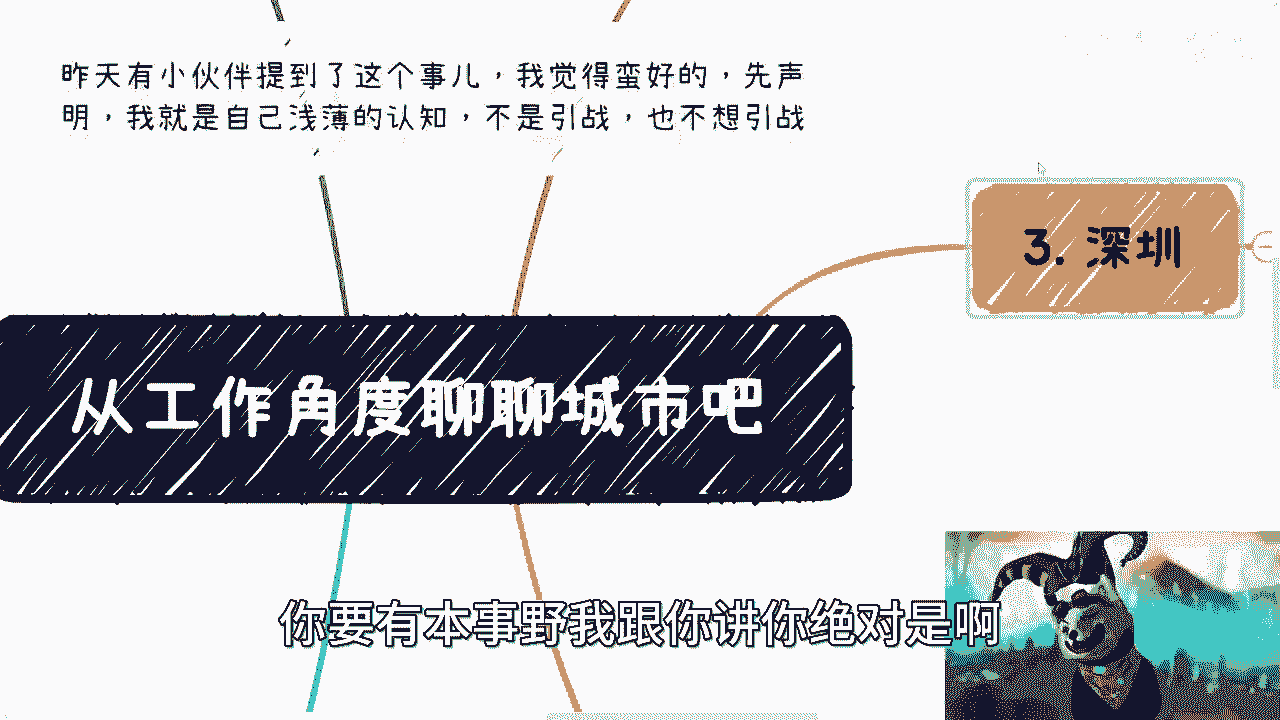 昨天有小伙伴提到了这个事儿，我觉得蛮好的，先声
明，我就是自己浅薄的认知，不是引战，也不想引战
3. 深圳
从工作角度聊聊城市吧
你要有本事野我跟你讲你绝对是啊